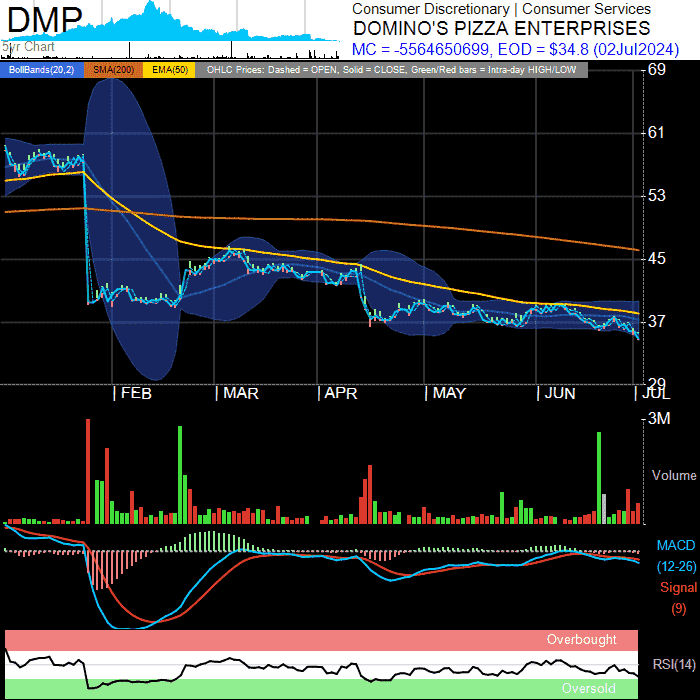 DMP
5yr Chart
Consumer Discretionary | Consumer Services
DOMINO'S PIZZA ENTERPRISES
MC = -5564650699, EOD = $34.8 (02Jul2024)
BollBands(20,2) SMA(200) EMA(50) OHLC Prices: Dashed = OPEN, Solid = CLOSE, Green/Red bars = Intra-day HIGH/LOW
69
61
53
45
37
29
FEB MAR APR MAY JUN JUL
3M
Volume
MACD
(12-26)
Signal
(9)
Overbought
RSI(14)
Oversold